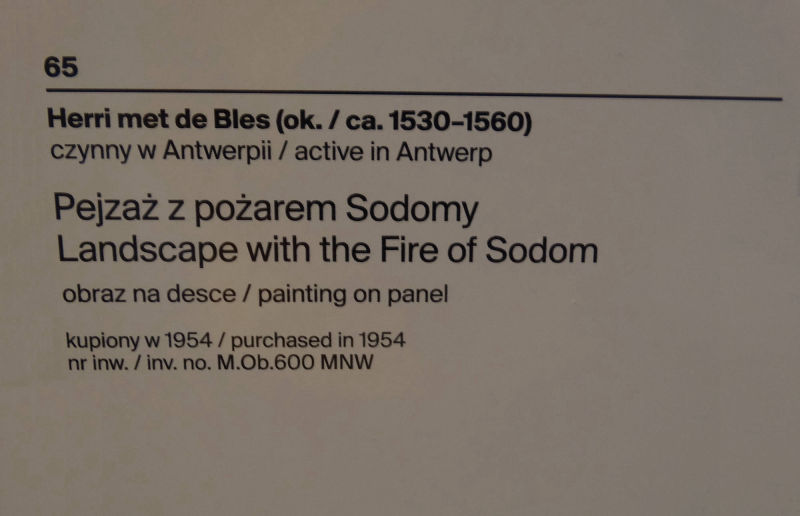 65
Herri met de Bles (ok. / ca. 1530–1560)
czynny w Antwerpii / active in Antwerp
Pejzaż z pożarem Sodomy
Landscape with the Fire of Sodom
obraz na desce / painting on panel
kupiony w 1954 / purchased in 1954
nr inw. / inv. no. M.Ob.600 MNW